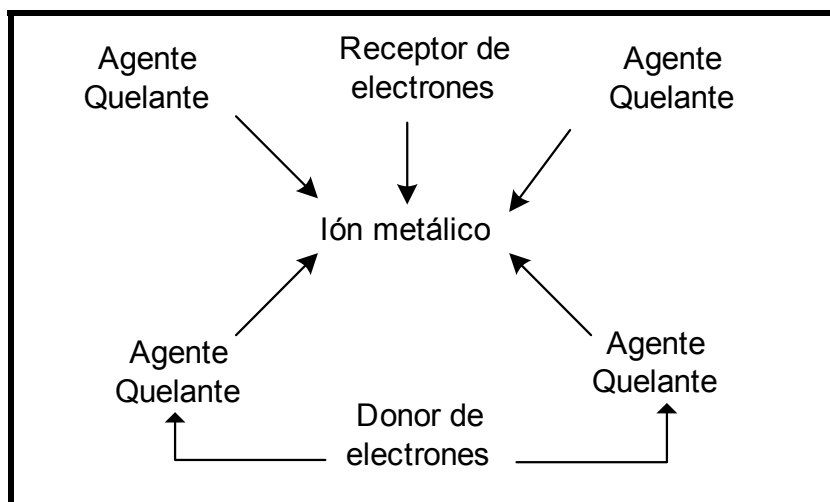 Agente
Quelante
Receptor de
electrones
Agente
Quelante
Ión metálico
Agente
Quelante
Agente
Quelante
Donor de
electrones